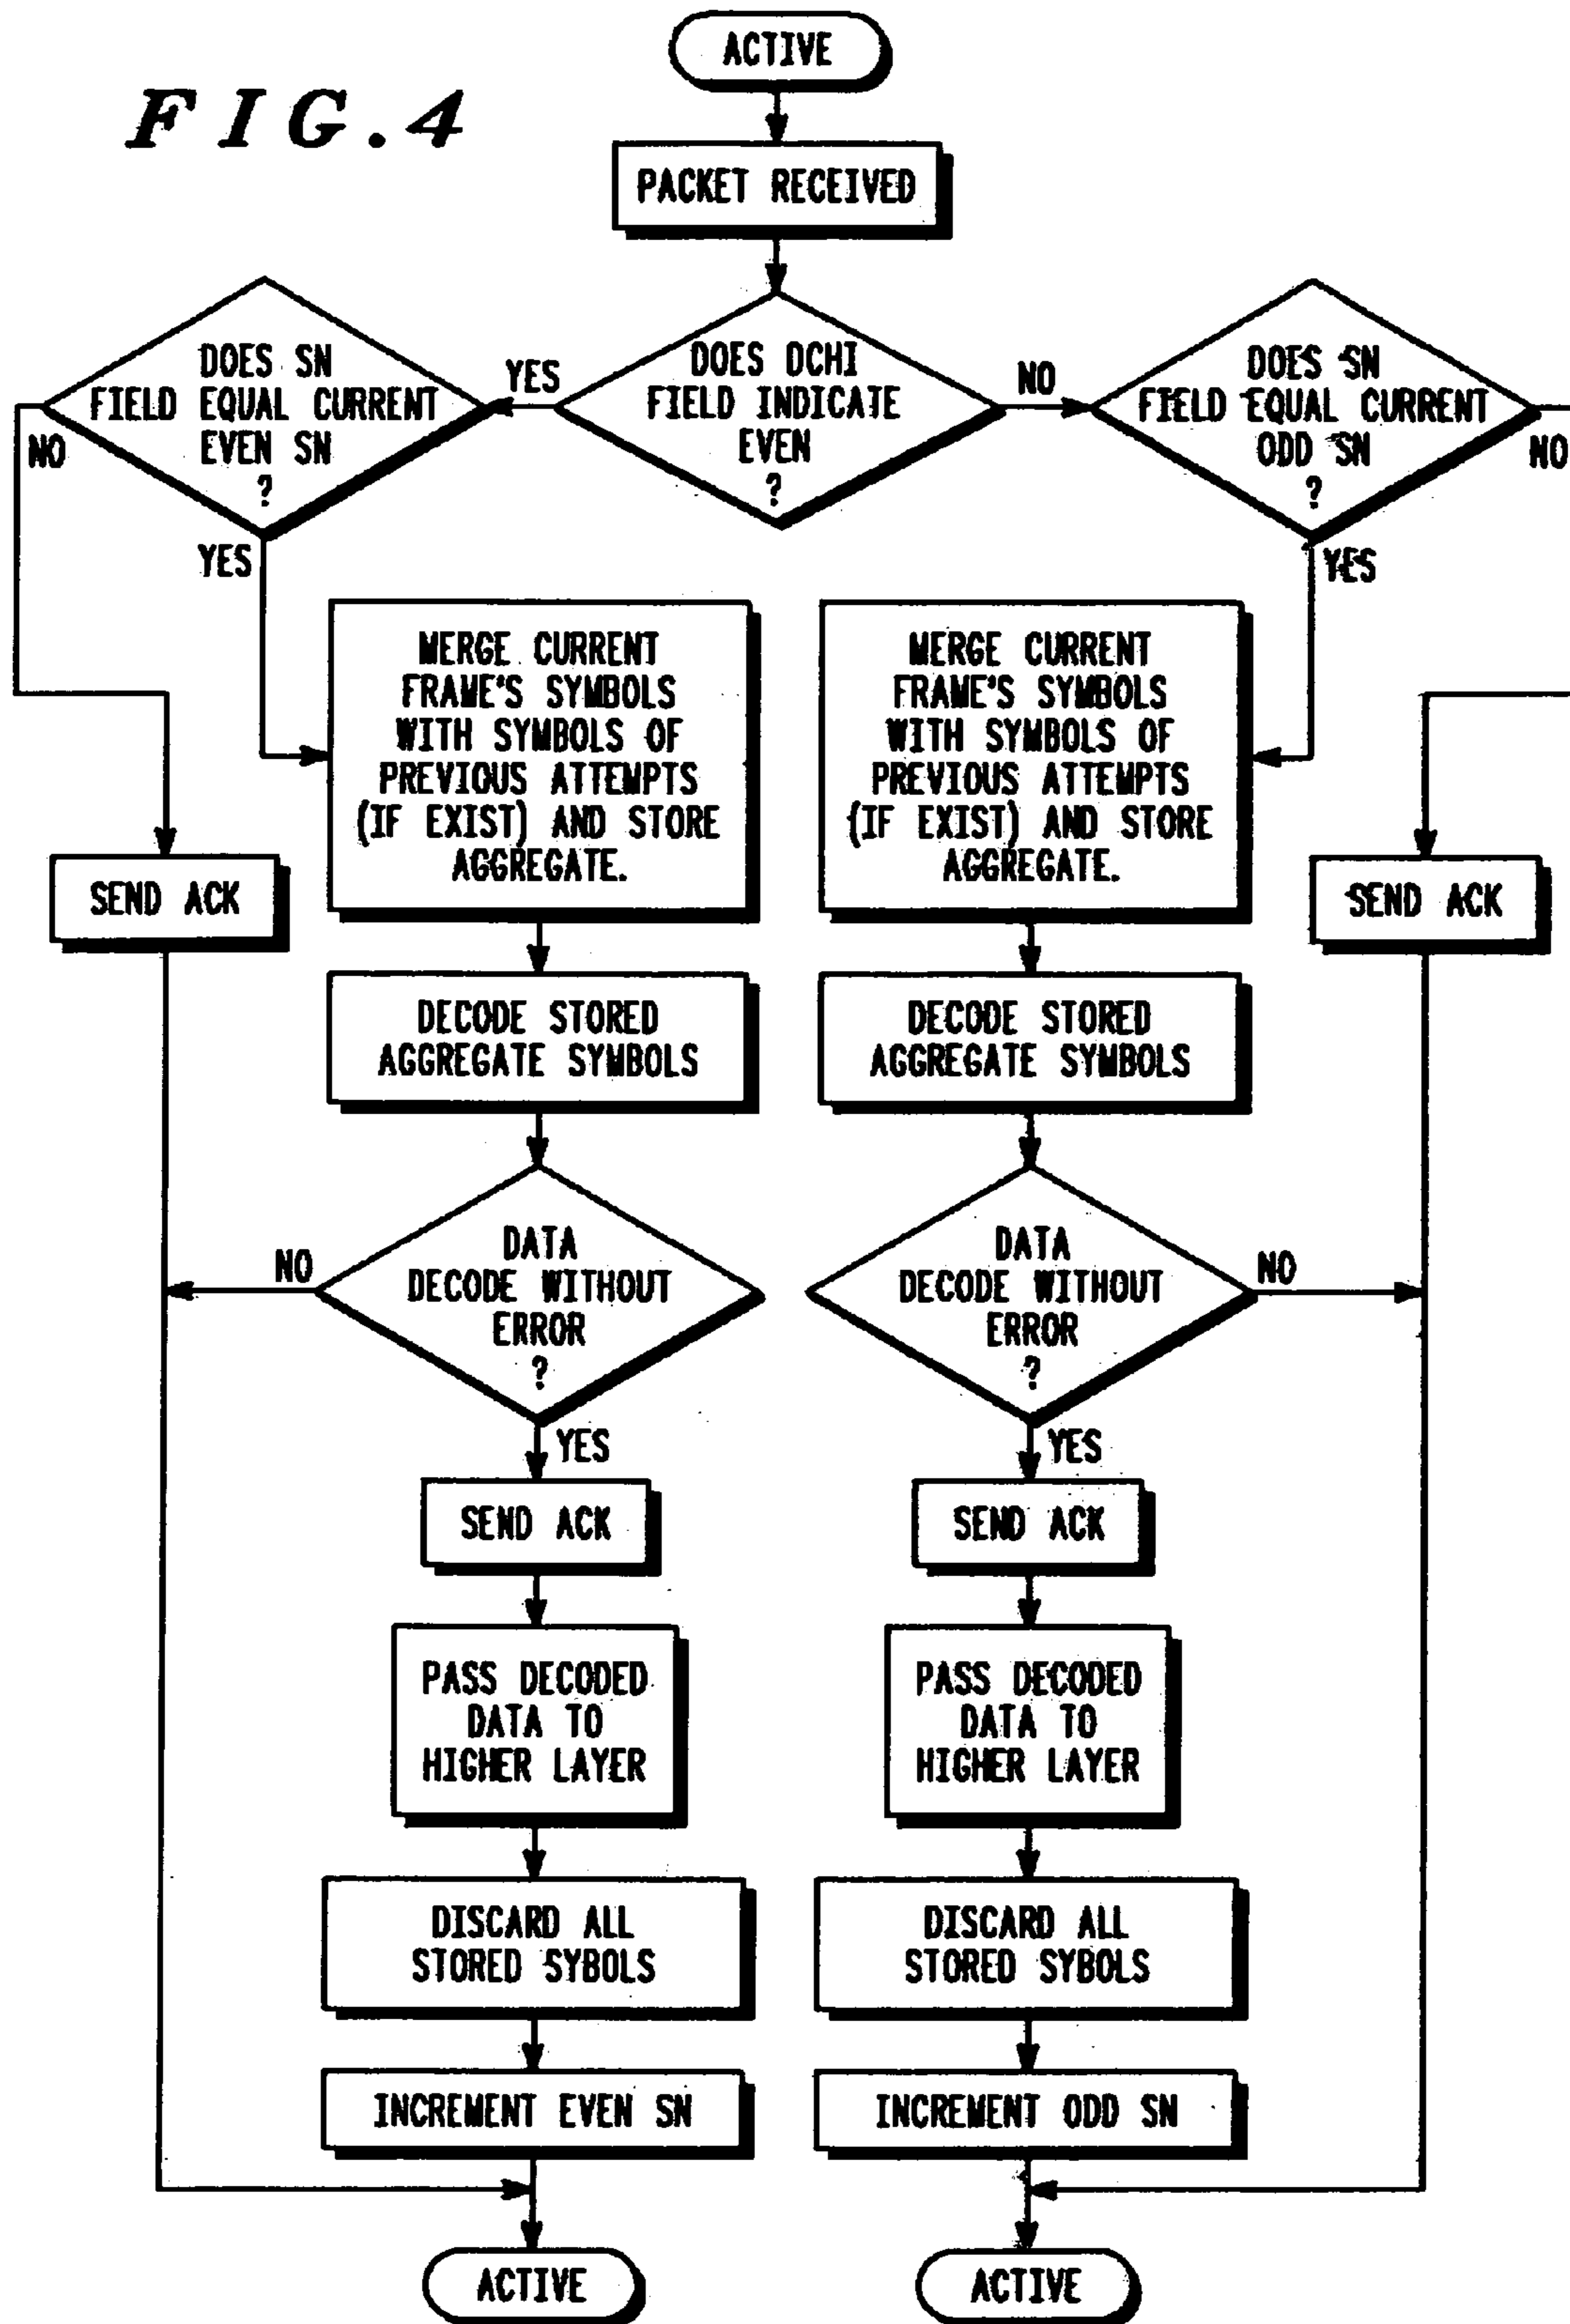 ACTIVE
FIG.4
PACKET RECEIVED
DOES SN
FIELD EQUAL CURRENT
EVEN SN
?
YES
DOES DCHI
FIELD INDICATE
EVEN
?
NO
DOES SN
FIELD EQUAL CURRENT
ODD SN
?
NO
NO
YES
YES
MERGE CURRENT
FRAME'S SYMBOLS
WITH SYMBOLS OF
PREVIOUS ATTEMPTS
(IF EXIST) AND STORE
AGGREGATE.
MERGE CURRENT
FRAME'S SYMBOLS
WITH SYMBOLS OF
PREVIOUS ATTEMPTS
(IF EXIST) AND STORE
AGGREGATE.
SEND ACK
SEND ACK
DECODE STORED
AGGREGATE SYMBOLS
DECODE STORED
AGGREGATE SYMBOLS
NO
DATA
DECODE WITHOUT
ERROR
?
DATA
DECODE WITHOUT
ERROR
?
NO
YES
YES
SEND ACK
SEND ACK
PASS DECODED
DATA TO
HIGHER LAYER
PASS DECODED
DATA TO
HIGHER LAYER
DISCARD ALL
STORED SYBOLS
DISCARD ALL
STORED SYBOLS
INCREMENT EVEN SN
INCREMENT ODD SN
ACTIVE
ACTIVE